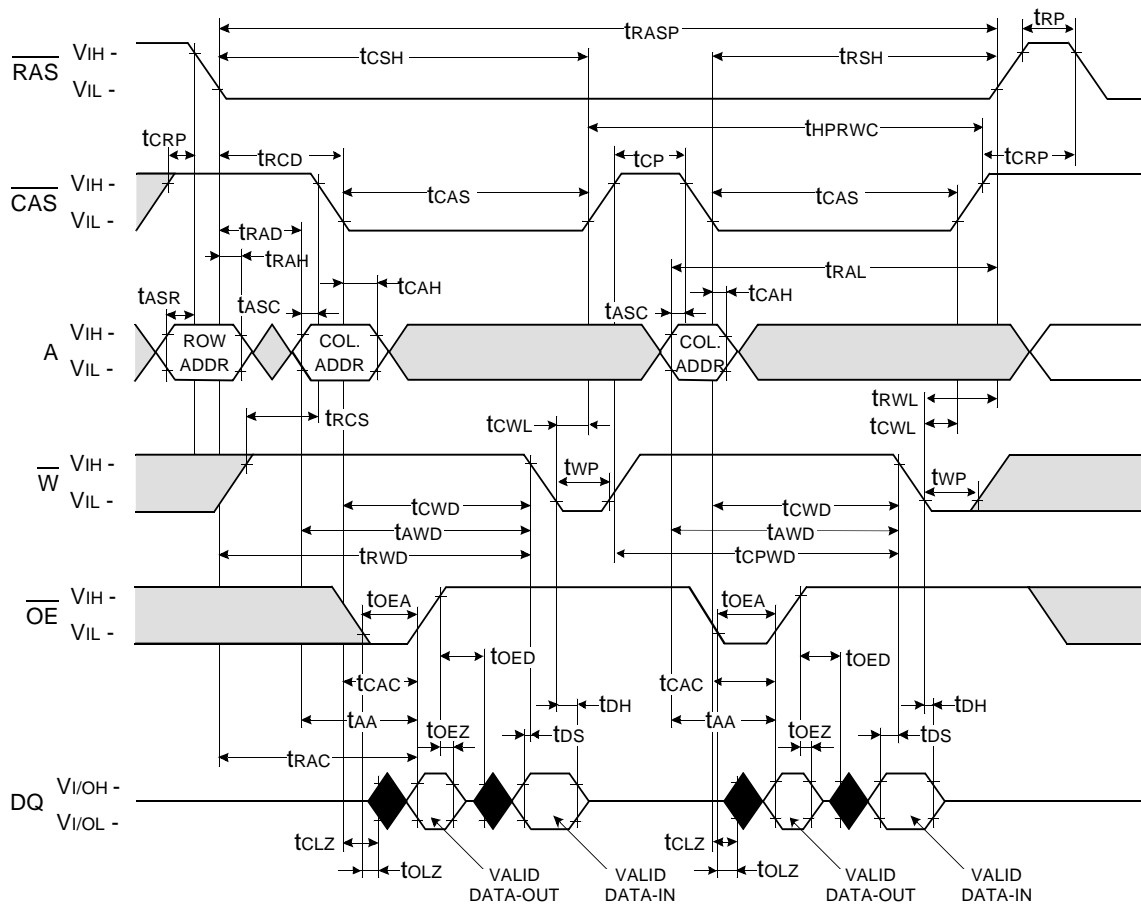 tRASP
tRP
tCSH
tRSH
RAS
VIH -
VIL -
tHPRWC
tCRP
tRCD
tCP
tCRP
CAS
VIH -
VIL -
tCAS
tCAS
tRAD
tRAH
tRAL
tASR
tASC
tCAH
tASC
tCAH
A
VIH -
VIL -
ROW
ADDR
COL.
ADDR
COL.
ADDR
tRCS
tCWL
tRWL
tCWL
W
VIH -
VIL -
tWP
tWP
tCWD
tCWD
tAWD
tAWD
tRWD
tCPWD
OE
VIH -
VIL -
tOEA
tOEA
tOED
tOED
tCAC
tCAC
tDH
tDH
tAA
tAA
tOEZ
tDS
tOEZ
tDS
tRAC
DQ
VI/OH -
VI/OL -
tCLZ
tCLZ
tOLZ
tOLZ
VALID
DATA-OUT
VALID
DATA-IN
VALID
DATA-OUT
VALID
DATA-IN